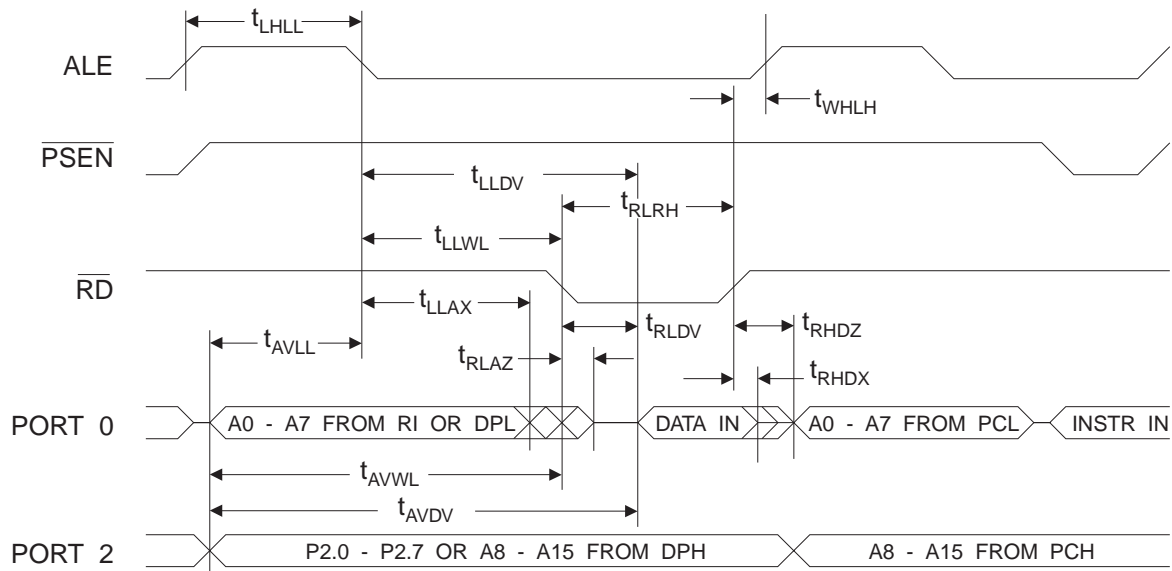 tLHLL
ALE
tWHLH
PSEN
tLLDV
tRLRH
tLLWL
RD
tLLAX
tRLDV
tRHDZ
tAVLL
tRLAZ
tRHDX
PORT 0
A0 - A7 FROM RI OR DPL
DATA IN
A0 - A7 FROM PCL
INSTR IN
tAVWL
tAVDV
PORT 2
P2.0 - P2.7 OR A8 - A15 FROM DPH
A8 - A15 FROM PCH